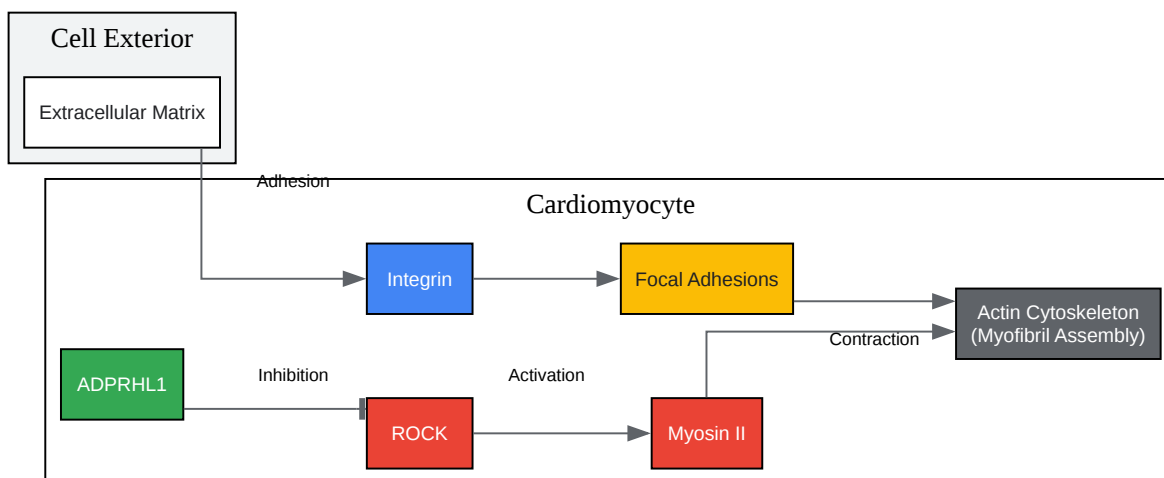 Cell Exterior
Extracellular Matrix
Adhesion
Cardiomyocyte
Integrin
Focal Adhesions
Actin Cytoskeleton
(Myofibril Assembly)
Contraction
ADPRHL1
Inhibition
Activation
ROCK
Myosin II